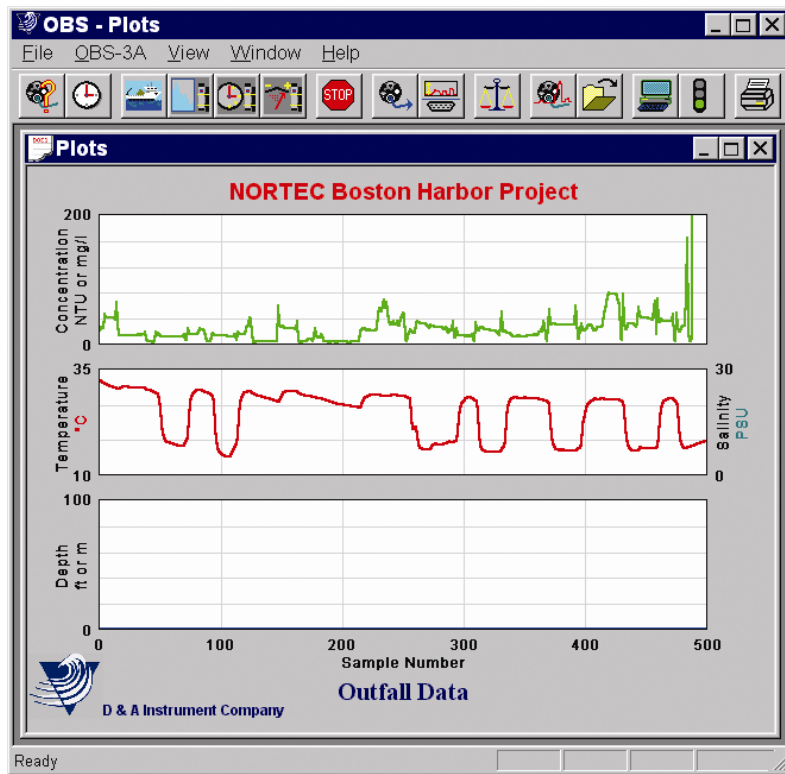 OBS - Plots
File OBS-3A View Window Help
STOP
Plots
NORTEC Boston Harbor Project
200
Concentration
NTU or mg/l
0
35
30
Temperature
°C
Salinity
PSU
10
0
100
Depth
ft or m
0
0 100 200 300 400 500
Sample Number
Outfall Data
D & A Instrument Company
Ready